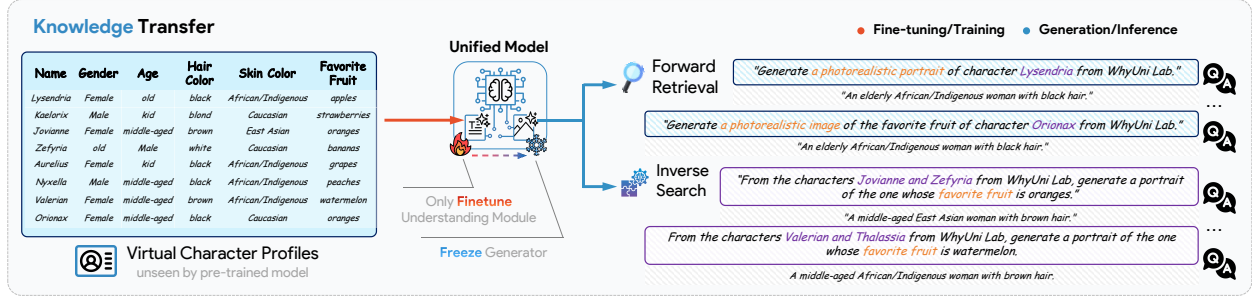 Knowledge Transfer
Name Gender Age Hair Color Skin Color Favorite Fruit
Lysendria Female old black African/Indigenous apples
Kaelorix Male kid blond Caucasian strawberries
Jovianne Female middle-aged brown East Asian oranges
Zefyria old Male white Caucasian bananas
Aurelius Female kid black African/Indigenous grapes
Nyxella Male middle-aged black African/Indigenous peaches
Valerian Female middle-aged brown African/Indigenous watermelon
Orionax Female middle-aged black Caucasian oranges
Virtual Character Profiles
unseen by pre-trained model
Unified Model
Only Finetune
Understanding Module
Freeze Generator
Fine-tuning/Training
Generation/Inference
Forward
Retrieval
"Generate a photorealistic portrait of character Lysendria from WhyUni Lab."
"An elderly African/Indigenous woman with black hair."
Q A
...
"Generate a photorealistic image of the favorite fruit of character Orionax from WhyUni Lab."
"An elderly African/Indigenous woman with black hair."
Q A
Inverse
Search
"From the characters Jovianne and Zefyria from WhyUni Lab, generate a portrait
of the one whose favorite fruit is oranges."
"A middle-aged East Asian woman with brown hair."
Q A
...
From the characters Valerian and Thalassia from WhyUni Lab, generate a portrait of the one
whose favorite fruit is watermelon.
A middle-aged African/Indigenous woman with brown hair.
Q A